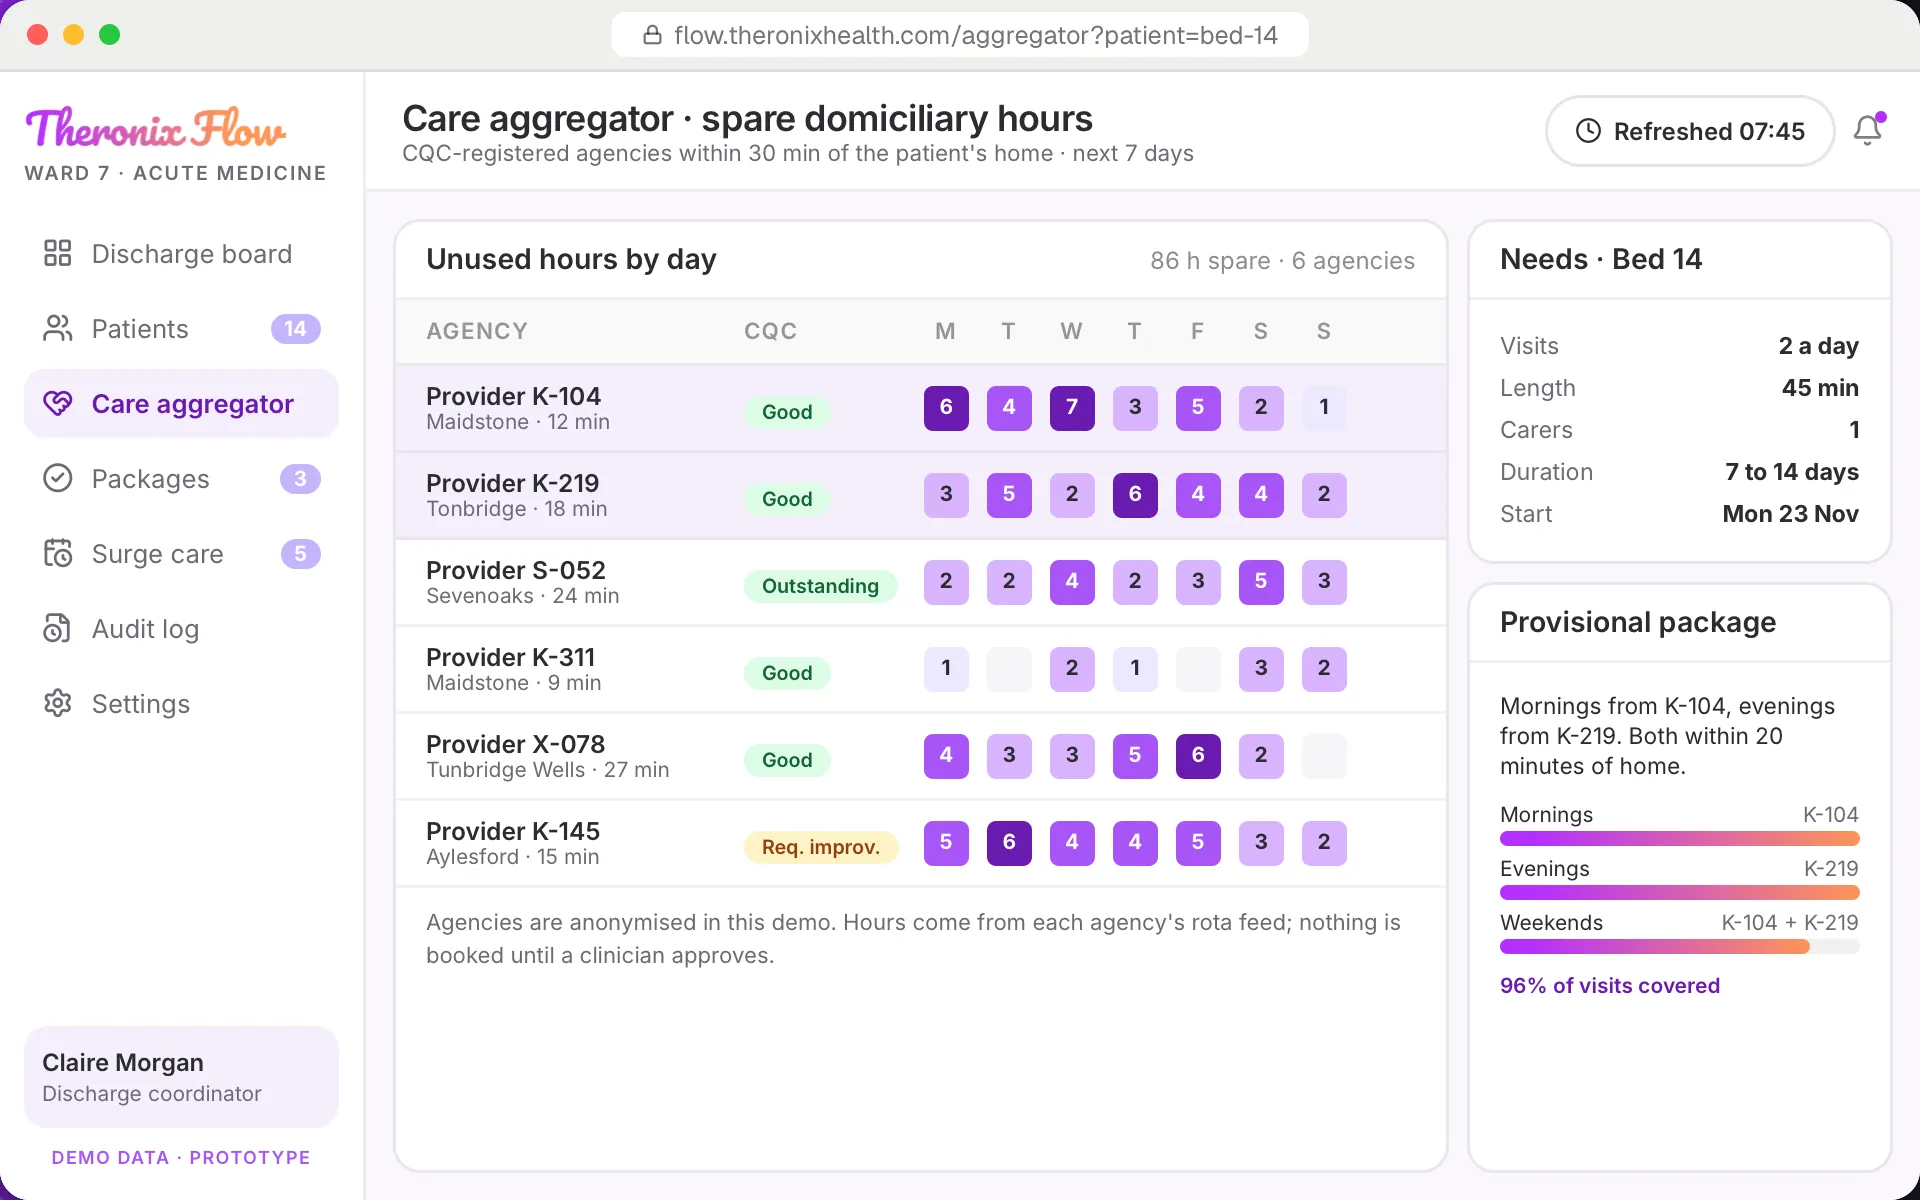 flow.theronixhealth.com/aggregator?patient=bed-14
Theronix Flow
WARD 7 · ACUTE MEDICINE
Discharge board
Patients 14
Care aggregator
Packages 3
Surge care 5
Audit log
Settings
Claire Morgan
Discharge coordinator
DEMO DATA · PROTOTYPE
Care aggregator · spare domiciliary hours
CQC-registered agencies within 30 min of the patient's home · next 7 days
Refreshed 07:45
Unused hours by day 86 h spare · 6 agencies
AGENCY CQC M T W T F S S
Provider K-104
Maidstone · 12 min
Good 6 4 7 3 5 2 1
Provider K-219
Tonbridge · 18 min
Good 3 5 2 6 4 4 2
Provider S-052
Sevenoaks · 24 min
Outstanding 2 2 4 2 3 5 3
Provider K-311
Maidstone · 9 min
Good 1 2 1 3 2
Provider X-078
Tunbridge Wells · 27 min
Good 4 3 3 5 6 2
Provider K-145
Aylesford · 15 min
Req. improv. 5 6 4 4 5 3 2
Agencies are anonymised in this demo. Hours come from each agency's rota feed; nothing is
booked until a clinician approves.
Needs · Bed 14
Visits 2 a day
Length 45 min
Carers 1
Duration 7 to 14 days
Start Mon 23 Nov
Provisional package
Mornings from K-104, evenings
from K-219. Both within 20
minutes of home.
Mornings K-104
Evenings K-219
Weekends K-104 + K-219
96% of visits covered